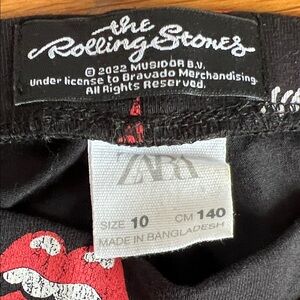 the
Rolling Stones
© 2022 MUSIDOR B.V.
Under license to Bravado Merchandising.
All Rights Reserved.
ZARA
SIZE 10 CM 140
MADE IN BANGLADESH